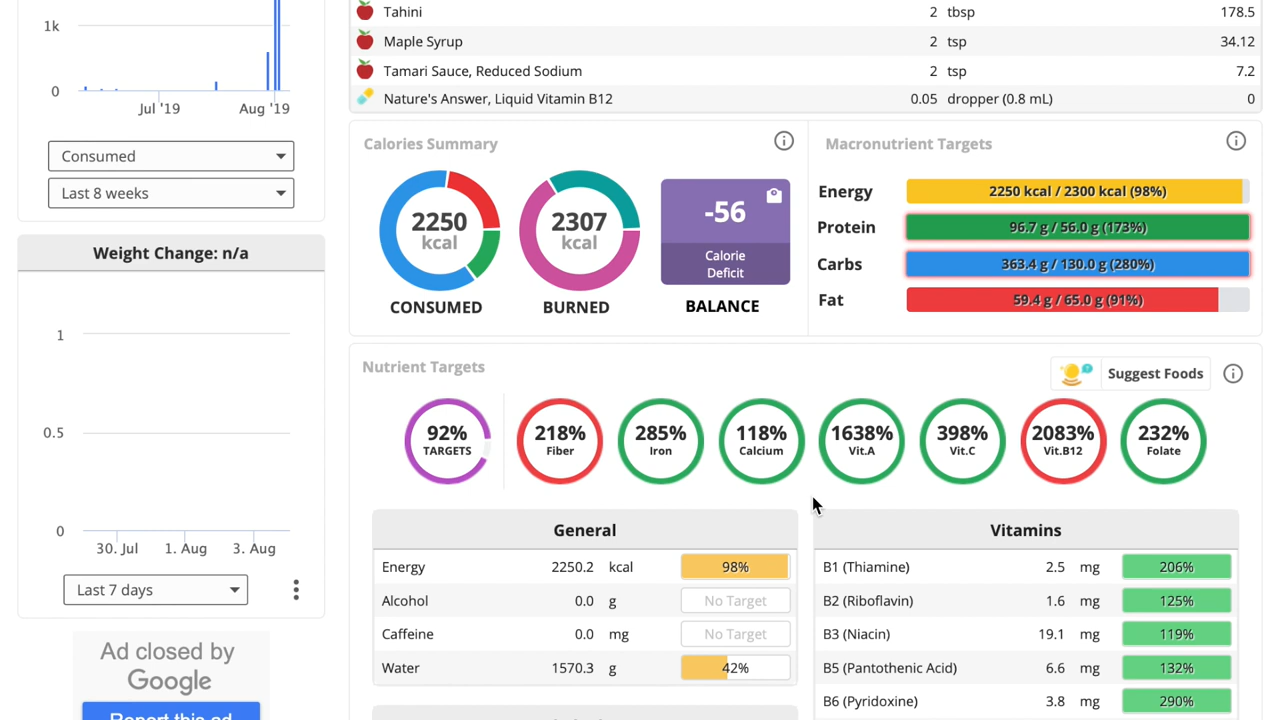 1k
0
Jul '19
Aug '19
Consumed
Last 8 weeks
Weight Change: n/a
1
0.5
0
30. Jul
1. Aug
3. Aug
Last 7 days
Ad closed by
Google
Report this ad
Tahini 2 tbsp 178.5
Maple Syrup 2 tsp 34.12
Tamari Sauce, Reduced Sodium 2 tsp 7.2
Nature's Answer, Liquid Vitamin B12 0.05 dropper (0.8 mL) 0
Calories Summary
2250
kcal
CONSUMED
2307
kcal
BURNED
-56
Calorie
Deficit
BALANCE
Macronutrient Targets
Energy 2250 kcal / 2300 kcal (98%)
Protein 96.7 g / 56.0 g (173%)
Carbs 363.4 g / 130.0 g (280%)
Fat 59.4 g / 65.0 g (91%)
Nutrient Targets
Suggest Foods
92%
TARGETS
218%
Fiber
285%
Iron
118%
Calcium
1638%
Vit.A
398%
Vit.C
2083%
Vit.B12
232%
Folate
General
Energy 2250.2 kcal 98%
Alcohol 0.0 g No Target
Caffeine 0.0 mg No Target
Water 1570.3 g 42%
Vitamins
B1 (Thiamine) 2.5 mg 206%
B2 (Riboflavin) 1.6 mg 125%
B3 (Niacin) 19.1 mg 119%
B5 (Pantothenic Acid) 6.6 mg 132%
B6 (Pyridoxine) 3.8 mg 290%